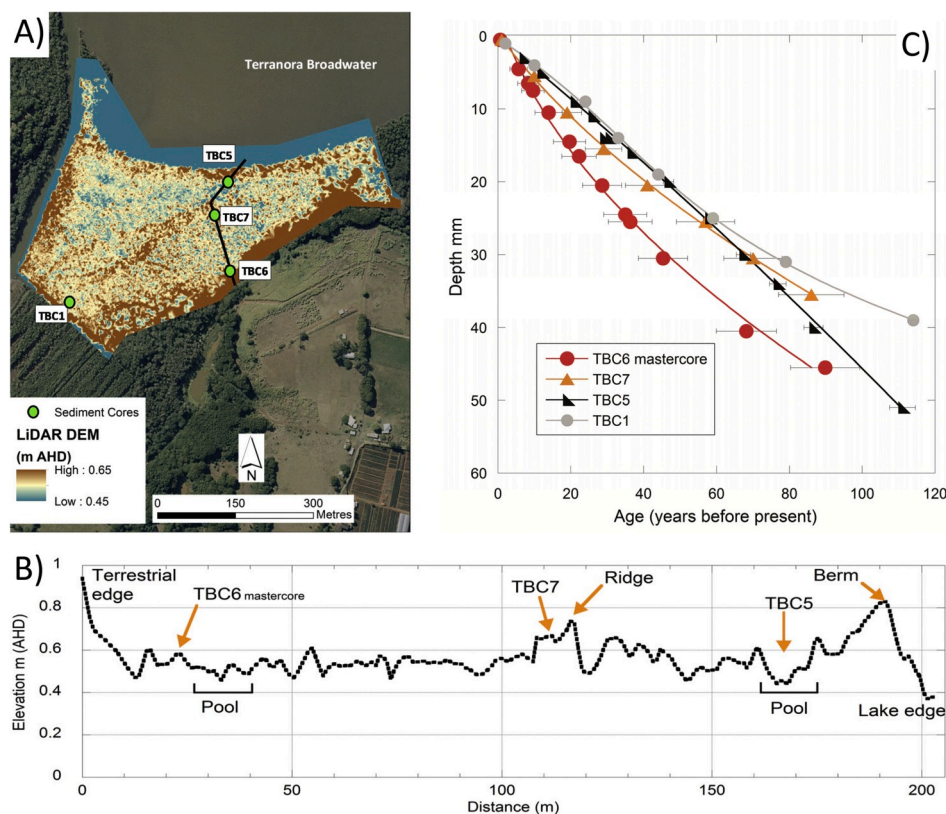 A)
Terranora Broadwater
TBC5
TBC7
TBC6
TBC1
Sediment Cores
LiDAR DEM
(m AHD)
High : 0.65
Low : 0.45
N
0 150 300
Metres
C)
0
10
20
30
40
50
60
Depth mm
TBC6 mastercore
TBC7
TBC5
TBC1
0 20 40 60 80 100 120
Age (years before present)
B)
1
0.8
0.6
0.4
0.2
0
Elevation m (AHD)
Terrestrial
edge
TBC6 mastercore
Pool
TBC7
Ridge
TBC5
Pool
Berm
Lake edge
0 50 100 150 200
Distance (m)